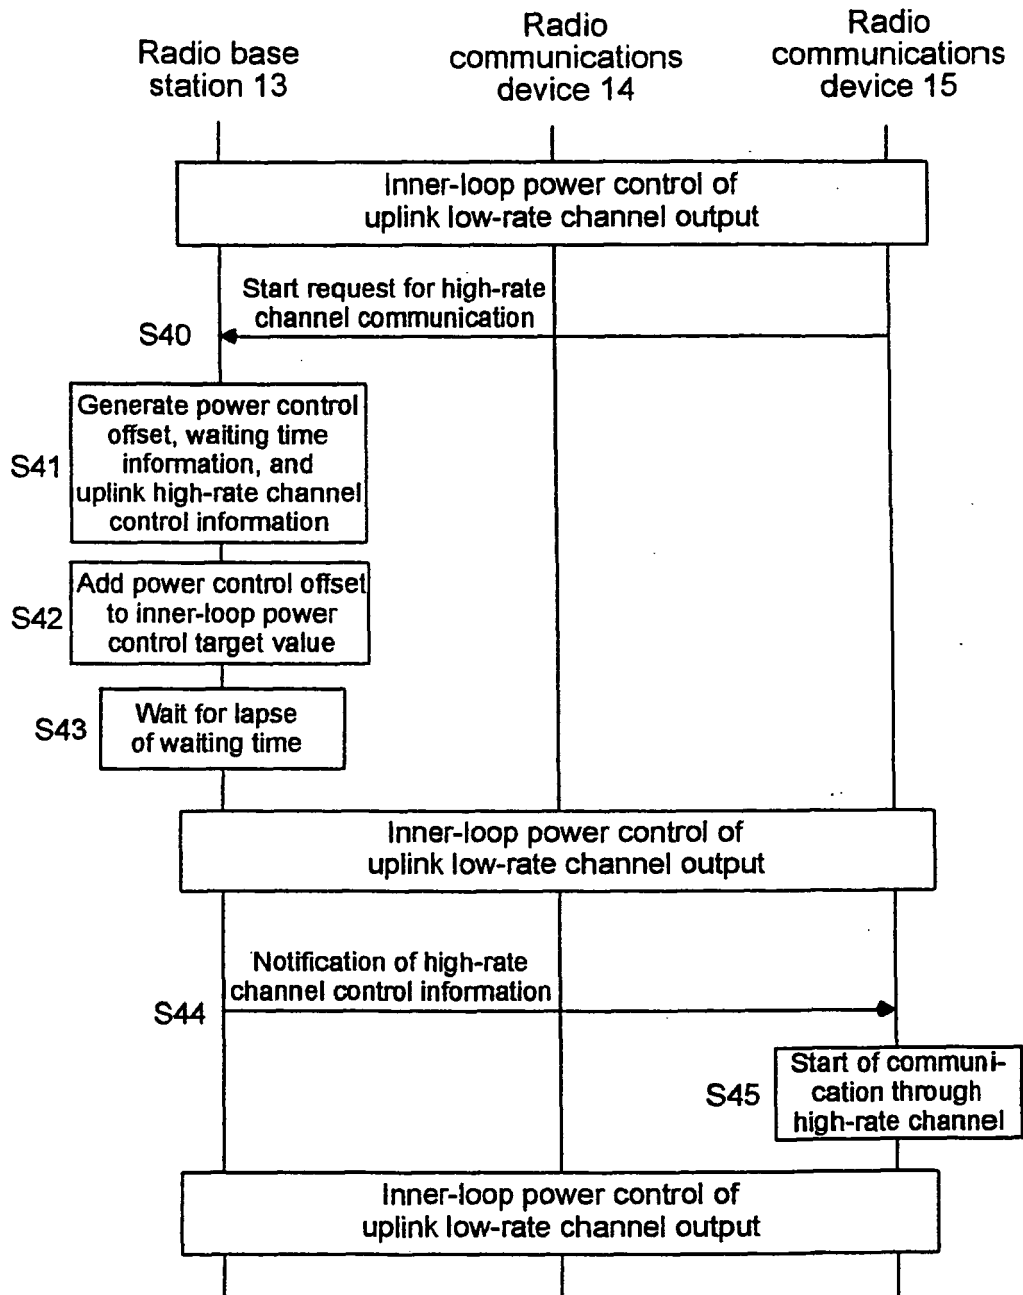 Radio base
station 13
Radio
communications
device 14
Radio
communications
device 15
Inner-loop power control of
uplink low-rate channel output
Start request for high-rate
channel communication
S40
Generate power control
offset, waiting time
information, and
uplink high-rate channel
control information
S41
Add power control offset
to inner-loop power
control target value
S42
Wait for lapse
of waiting time
S43
Inner-loop power control of
uplink low-rate channel output
Notification of high-rate
channel control information
S44
Start of communi-
cation through
high-rate channel
S45
Inner-loop power control of
uplink low-rate channel output